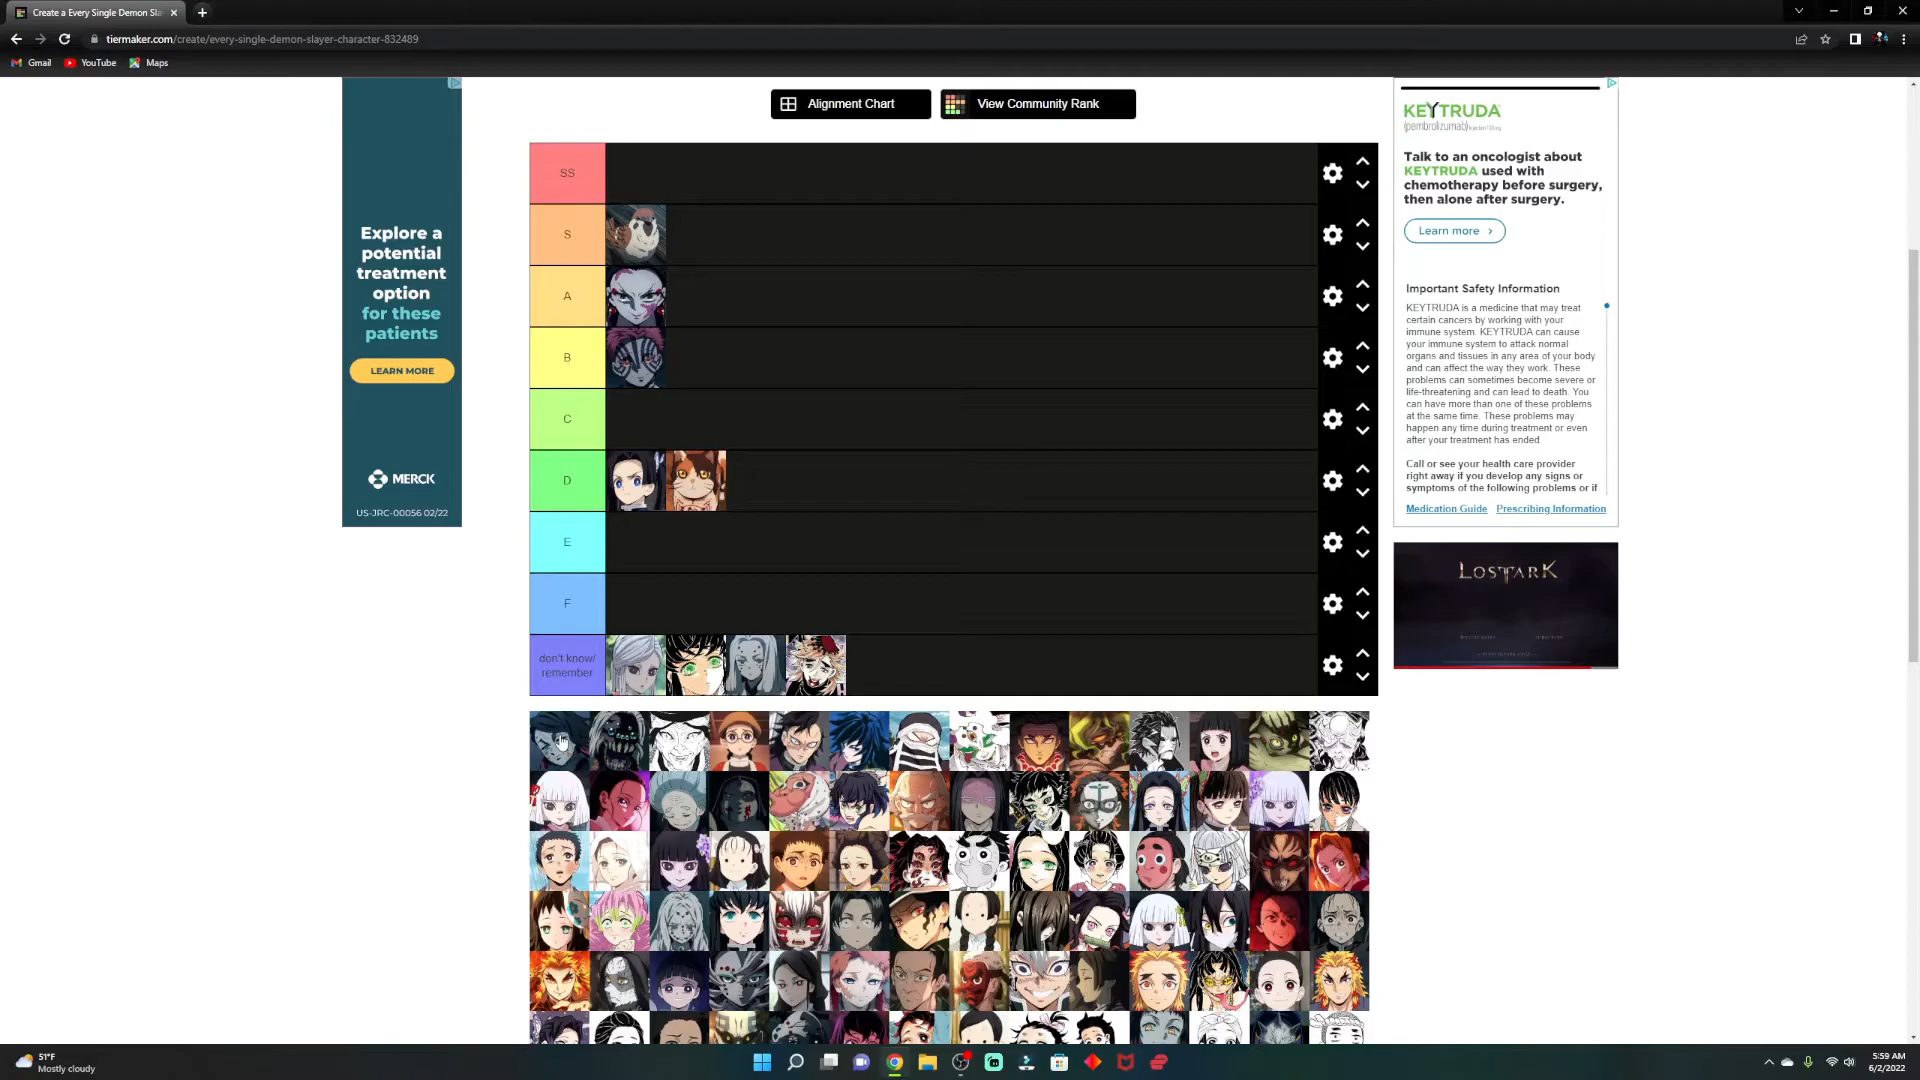 Create a Every Single Demon Sla
tiermaker.com/create/every-single-demon-slayer-character-832489
Gmail
YouTube
Maps
Alignment Chart
View Community Rank
Explore a
potential
treatment
option
for these
patients
LEARN MORE
MERCK
US-JRC-00056 02/22
SS
S
A
B
C
D
E
F
don't know/
remember
KEYTRUDA
(pembrolizumab)
Talk to an oncologist about
KEYTRUDA used with
chemotherapy before surgery,
then alone after surgery.
Learn more
Important Safety Information
KEYTRUDA is a medicine that may treat
certain cancers by working with your
immune system. KEYTRUDA can cause
your immune system to attack normal
organs and tissues in any area of your body
and can affect the way they work. These
problems can sometimes become severe or
life-threatening and can lead to death. You
can have more than one of these problems
at the same time. These problems may
happen any time during treatment or even
after your treatment has ended.
Call or see your health care provider
right away if you develop any signs or
symptoms of the following problems or if
Medication Guide Prescribing Information
LOST ARK
51°F
Mostly cloudy
5:59 AM
6/2/2022